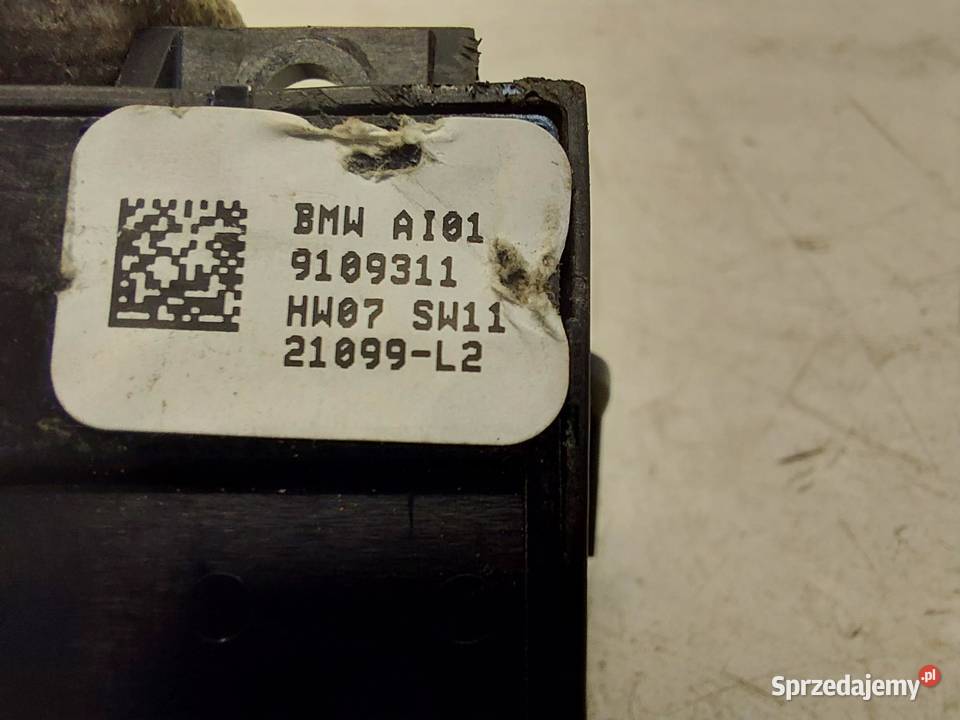 BMW AI01
9109311
HW07 SW11
21099-L2
Sprzedajemy.pl